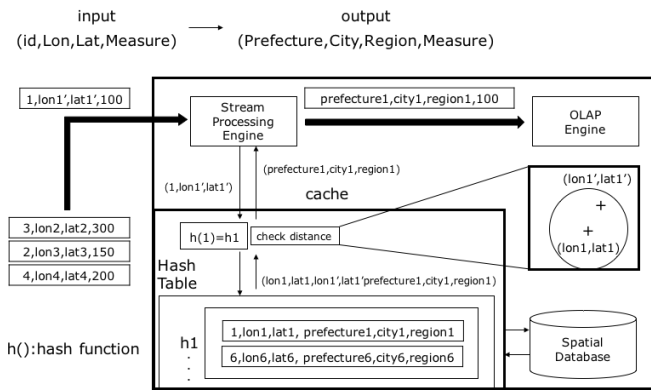 input
output
(id,Lon,Lat,Measure)
(Prefecture,City,Region,Measure)
1,lon1',lat1',100
Stream
Processing
Engine
prefecture1,city1,region1,100
OLAP
Engine
(prefecture1,city1,region1)
(1,lon1',lat1')
cache
(lon1',lat1')
+
+
(lon1,lat1)
3,lon2,lat2,300
2,lon3,lat3,150
4,lon4,lat4,200
h(1)=h1
check distance
Hash
Table
(lon1,lat1,lon1',lat1'prefecture1,city1,region1)
h1
1,lon1,lat1, prefecture1,city1,region1
6,lon6,lat6, prefecture6,city6,region6
Spatial
Database
h():hash function